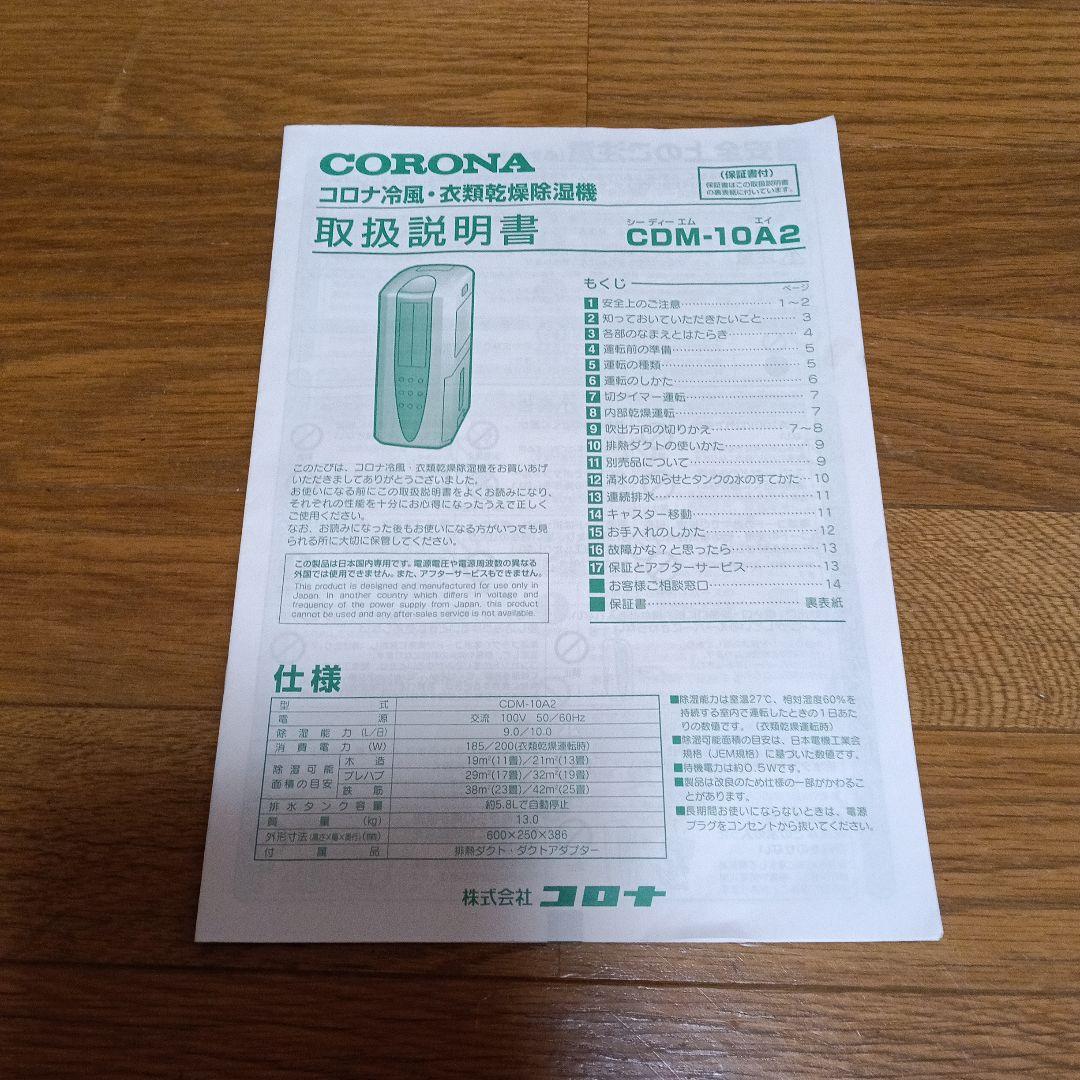 CORONA
コロナ冷風・衣類乾燥除湿機
取扱説明書
(保証書付)
保証書はこの取扱説明書
の裏表紙に付いています。
シー ディー エム エイ
CDM-10A2
このたびは、コロナ冷風・衣類乾燥除湿機をお買いあげ
いただきましてありがとうございました。
お使いになる前にこの取扱説明書をよくお読みになり、
それぞれの性能を十分にお心得になったうえで正しく
ご使用ください。
なお、お読みになった後もお使いになる方がいつでも見
られる所に大切に保管してください。
この製品は日本国内専用です。電源電圧や電源周波数の異なる
外国では使用できません。また、アフターサービスもできません。
This product is designed and manufactured for use only in
Japan. In another country which differs in voltage and
frequency of the power supply from Japan, this product
cannot be used and any after-sales service is not available.
もくじ ページ
1 安全上のご注意 1〜2
2 知っておいていただきたいこと 3
3 各部のなまえとはたらき 4
4 運転前の準備 5
5 運転の種類 5
6 運転のしかた 6
7 切タイマー運転 7
8 内部乾燥運転 7
9 吹出方向の切りかえ 7〜8
10 排熱ダクトの使いかた 9
11 別売品について 9
12 満水のお知らせとタンクの水のすてかた 10
13 連続排水 11
14 キャスター移動 11
15 お手入れのしかた 12
16 故障かな?と思ったら 13
17 保証とアフターサービス 13
お客様ご相談窓口 14
保証書 裏表紙
仕様
型式 CDM-10A2
電源 交流 100V 50/60Hz
除湿能力(L/日) 9.0/10.0
消費電力(W) 185/200(衣類乾燥運転時)
除湿可能面積の目安 木造 19m²(11畳)/21m²(13畳)
プレハブ 29m²(17畳)/32m²(19畳)
鉄筋 38m²(23畳)/42m²(25畳)
排水タンク容量 約5.8Lで自動停止
質量(kg) 13.0
外形寸法(高さ×幅×奥行)(mm) 600×250×386
付属品 排熱ダクト・ダクトアダプター
■除湿能力は室温27℃、相対湿度60%を
持続する室内で運転したときの1日あた
りの数値です。(衣類乾燥運転時)
■除湿可能面積の目安は、日本電機工業会
規格(JEM規格)に基づいた数値です。
■待機電力は約0.5Wです。
■製品は改良のため仕様の一部がかわるこ
とがあります。
■長期間お使いにならないときは、電源
プラグをコンセントから抜いてください。
株式会社 コロナ